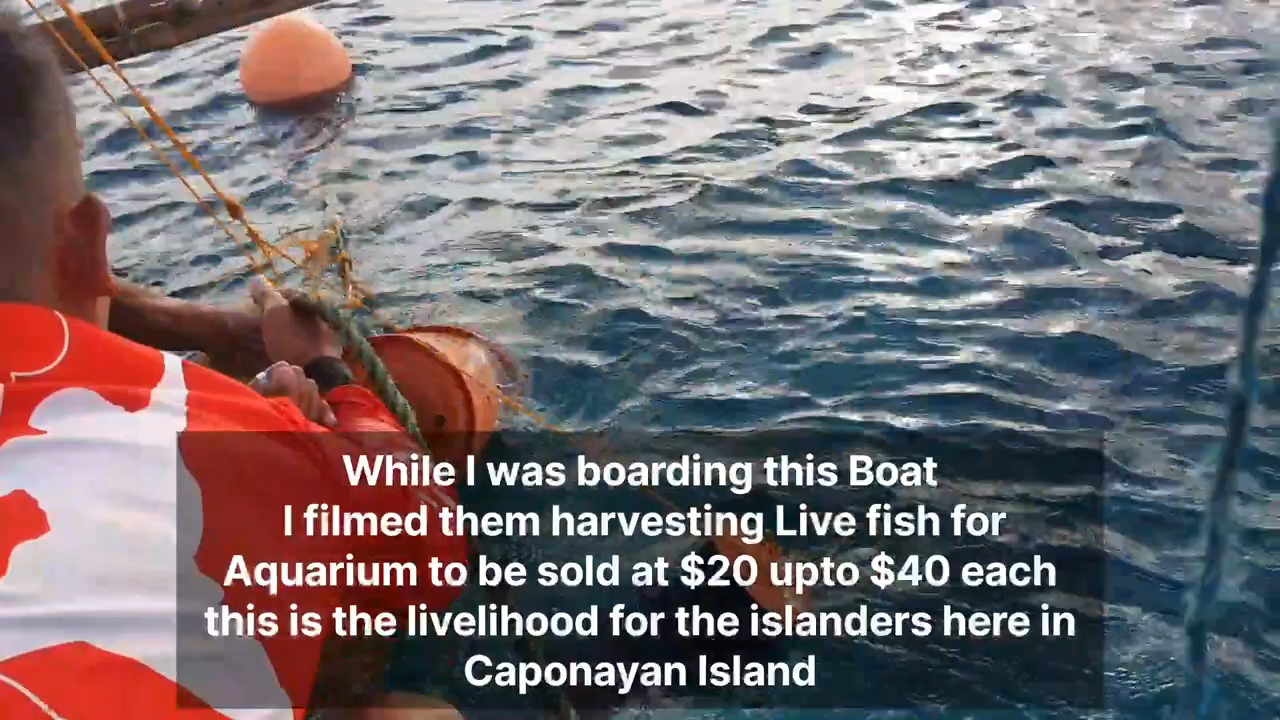 While I was boarding this Boat
I filmed them harvesting Live fish for
Aquarium to be sold at $20 upto $40 each
this is the livelihood for the islanders here in
Caponayan Island